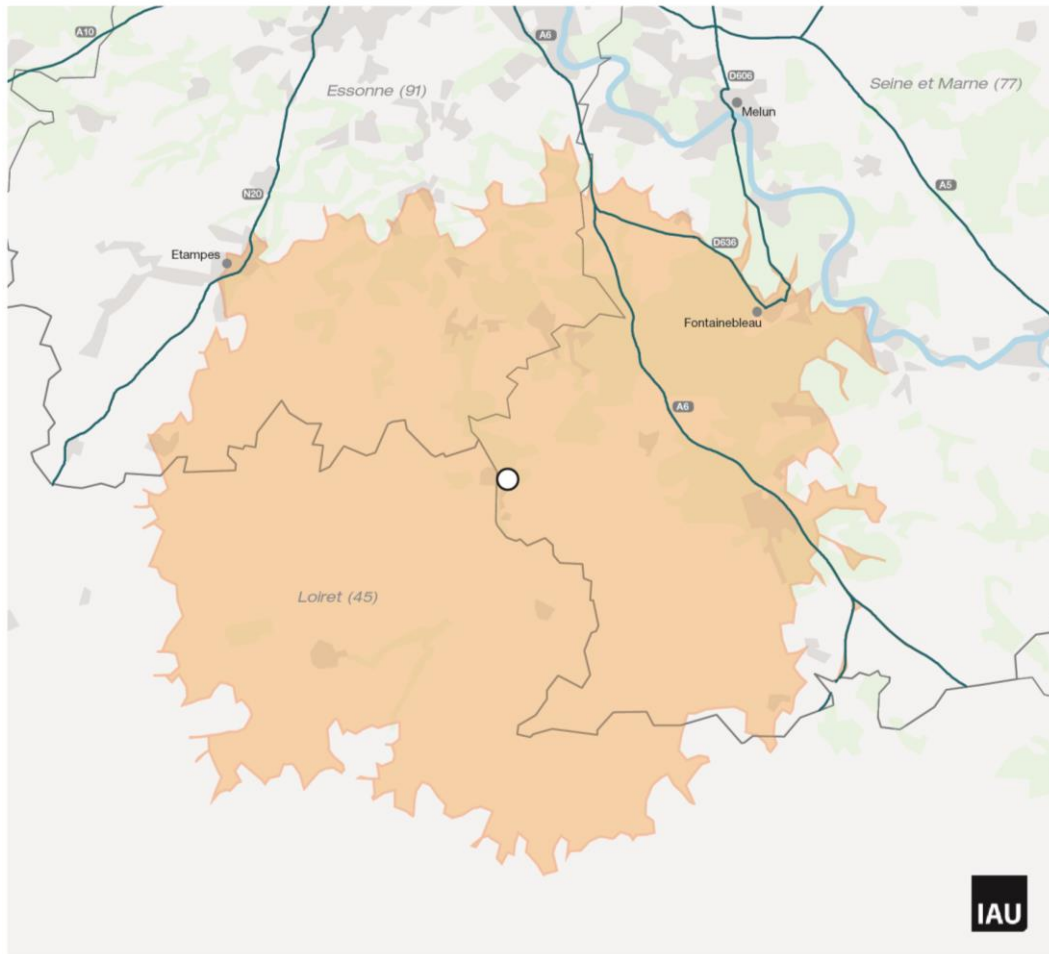 A10
A6
Essonne (91)
D606
Seine et Marne (77)
Melun
N20
A5
Etampes
D636
Fontainebleau
A6
Loiret (45)
IAU